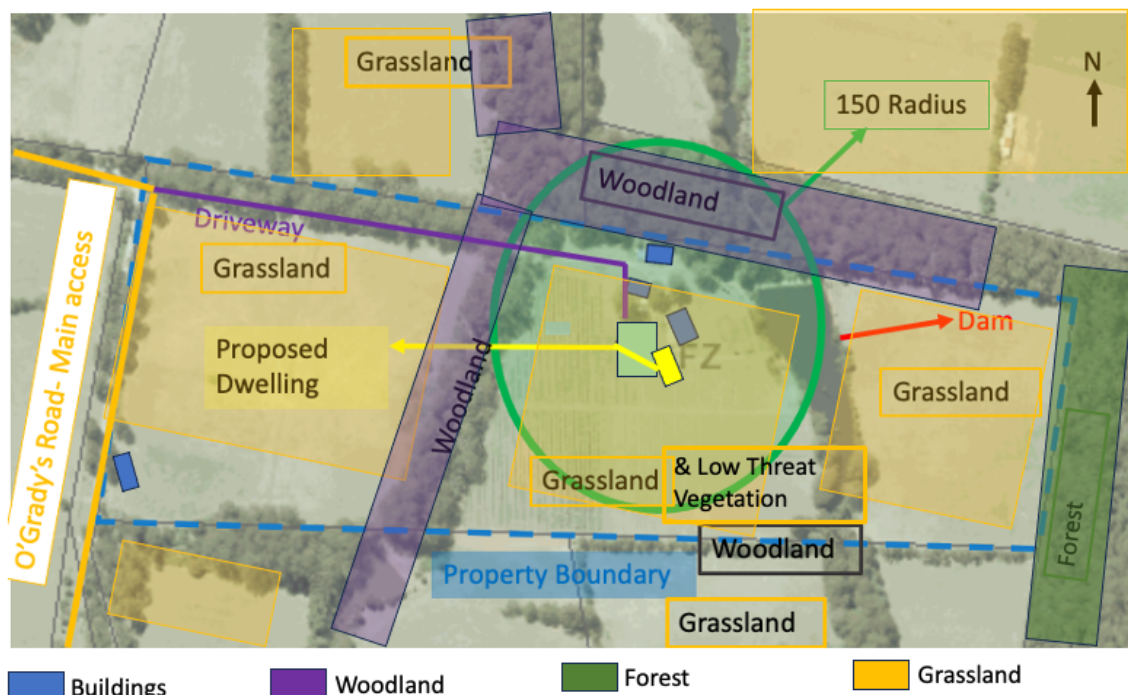 Grassland
N
150 Radius
Woodland
Driveway
Grassland
Dam
Proposed
Dwelling
FZ
Grassland
Woodland
O'Grady's Road- Main access
Grassland
& Low Threat
Vegetation
Woodland
Forest
Property Boundary
Grassland
Buildings
Woodland
Forest
Grassland